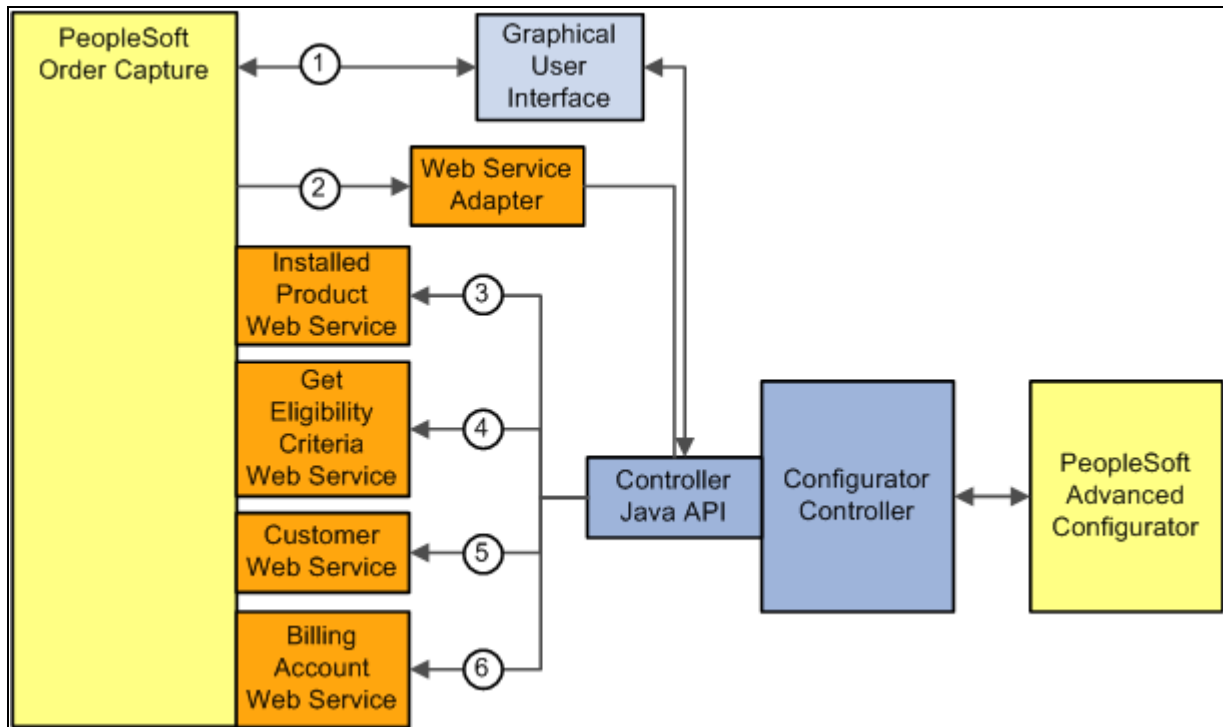 PeopleSoft
Order Capture
1
Graphical
User
Interface
2
Web Service
Adapter
Installed
Product
Web Service
3
Get
Eligibility
Criteria
Web Service
4
Customer
Web Service
5
Billing
Account
Web Service
6
Controller
Java API
Configurator
Controller
PeopleSoft
Advanced
Configurator